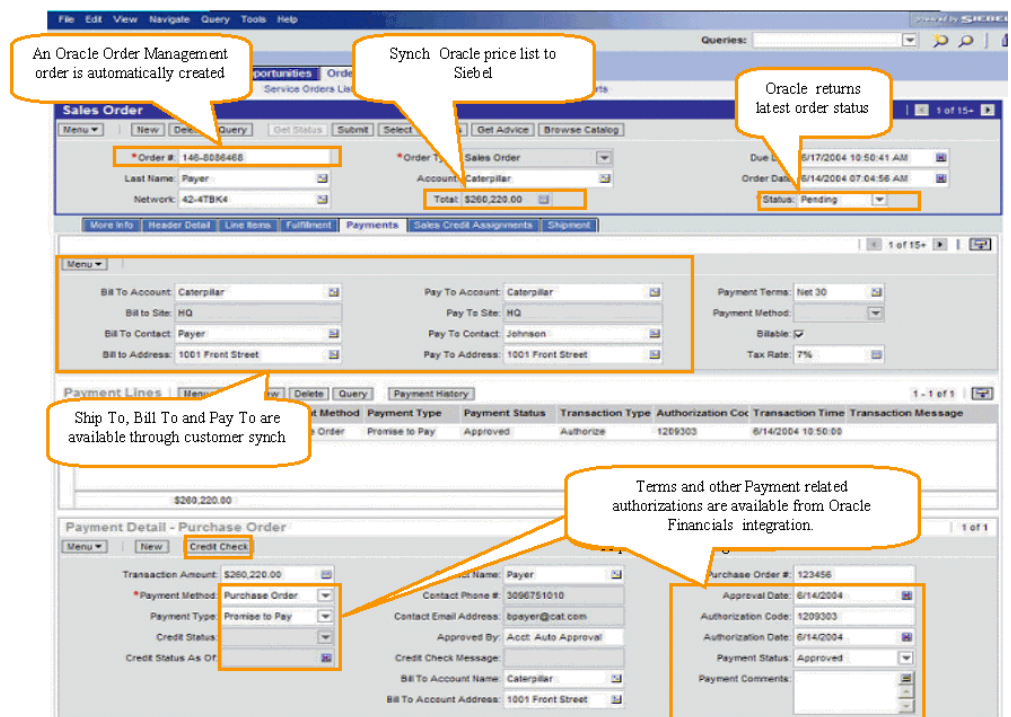 File Edit View Navigate Query Tools Help powered by SIEBEL
Queries:
An Oracle Order Management
order is automatically created
Synch Oracle price list to
Siebel
Oracle returns
latest order status
Service Orders
Sales Order 1 of 15+
Menu New Query Get Status Submit Select Get Advice Browse Catalog
*Order #: 146-8086468 *Order Sales Order 6/17/2004 10:50:41 AM
Last Name: Payer Account: Caterpillar Order Date: 6/14/2004 07:04:56 AM
Network: 42-4TBK4 Total: $260,220.00 *Status: Pending
More Info Header Detail Line Items Fulfillment Payments Sales Credit Assignments Shipment
1 of 15+
Menu
Bill To Account: Caterpillar Pay To Account: Caterpillar Payment Terms: Net 30
Bill to Site: HQ Pay To Site: HQ Payment Method:
Bill To Contact: Payer Pay To Contact: Johnson Billable:
Bill to Address: 1001 Front Street Pay To Address: 1001 Front Street Tax Rate: 7%
Payment Lines Menu Delete Query Payment History 1 - 1 of 1
Method Payment Type Payment Status Transaction Type Authorization Coc Transaction Time Transaction Message
Order Promise to Pay Approved Authorize 1209303 6/14/2004 10:50:00
Ship To, Bill To and Pay To are
available through customer synch
$260,220.00
Terms and other Payment related
authorizations are available from Oracle
Financials integration.
Payment Detail - Purchase Order 1 of 1
Menu New Credit Check
Transaction Amount: $260,220.00 Name: Payer Purchase Order #: 123456
*Payment Method: Purchase Order Contact Phone #: 3096751010 Approval Date: 6/14/2004
Payment Type: Promise to Pay Contact Email Address: bpayer@cat.com Authorization Code: 1209303
Credit Status: Approved By: Acct: Auto Approval Authorization Date: 6/14/2004
Credit Status As Of: Credit Check Message: Payment Status: Approved
Bill To Account Name: Caterpillar Payment Comments:
Bill To Account Address: 1001 Front Street